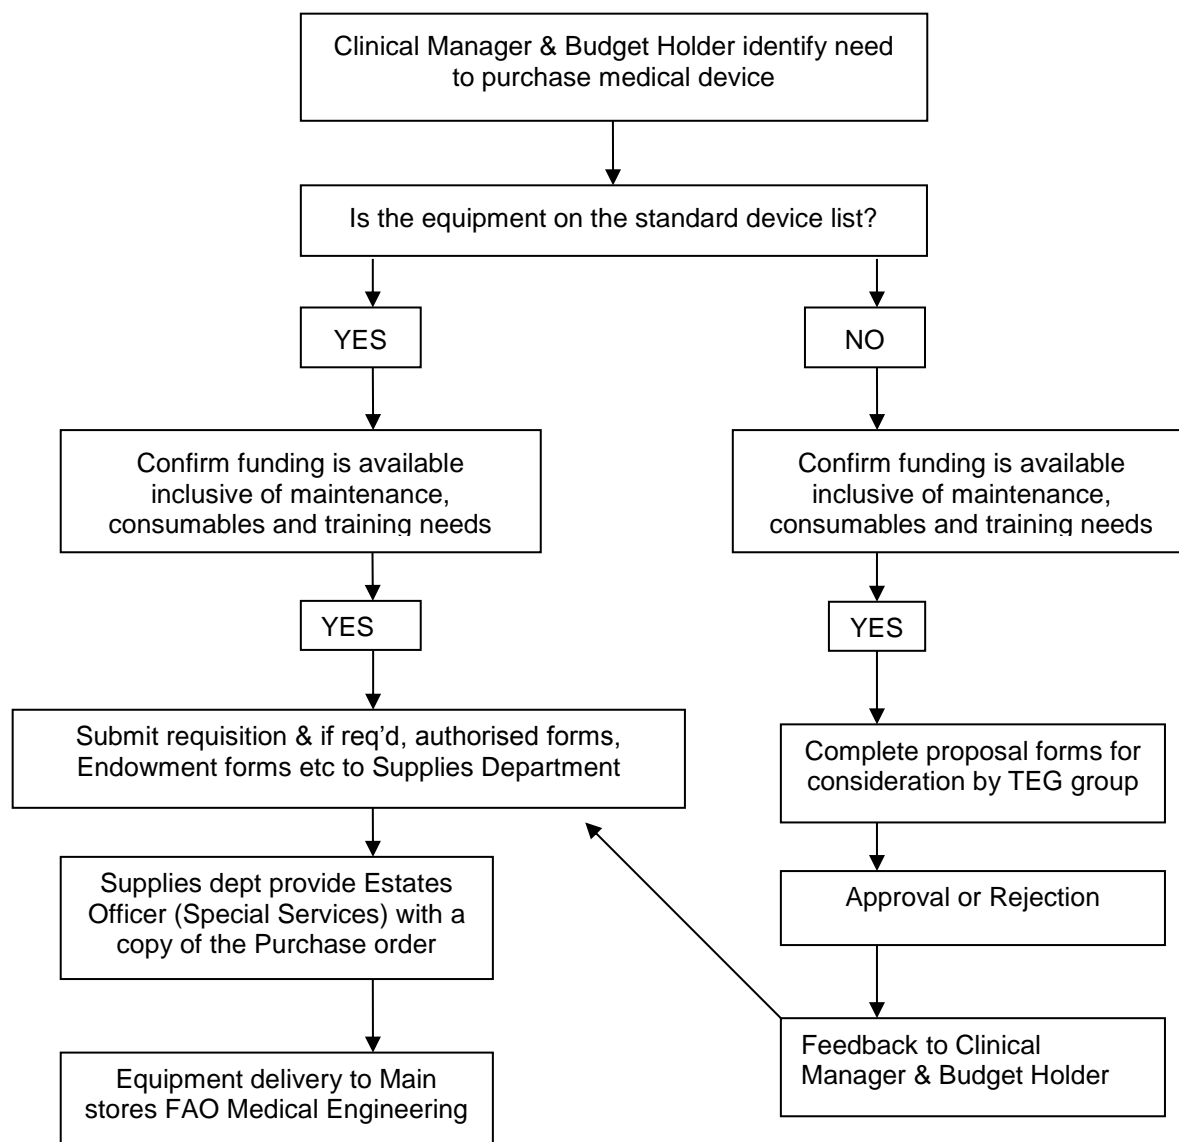 Clinical Manager & Budget Holder identify need
to purchase medical device
Is the equipment on the standard device list?
YES
NO
Confirm funding is available
inclusive of maintenance,
consumables and training needs
Confirm funding is available
inclusive of maintenance,
consumables and training needs
YES
YES
Submit requisition & if req’d, authorised forms,
Endowment forms etc to Supplies Department
Complete proposal forms for
consideration by TEG group
Supplies dept provide Estates
Officer (Special Services) with a
copy of the Purchase order
Approval or Rejection
Equipment delivery to Main
stores FAO Medical Engineering
Feedback to Clinical
Manager & Budget Holder